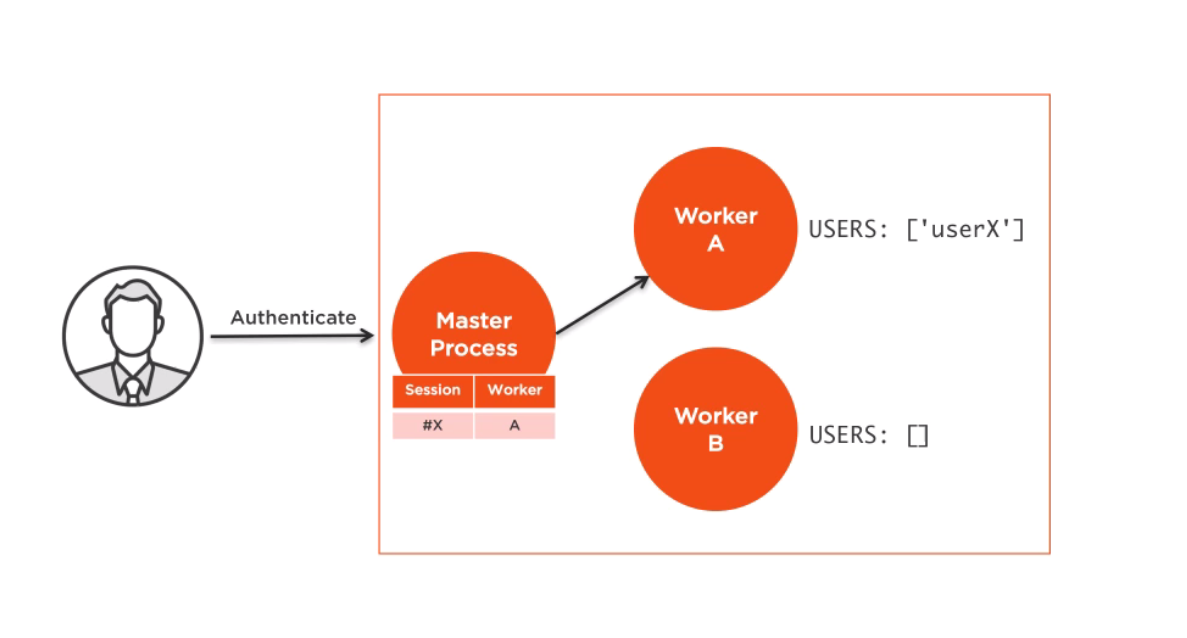 Authenticate
Master
Process
Session Worker
#X A
Worker
A
USERS: ['userX']
Worker
B
USERS: []